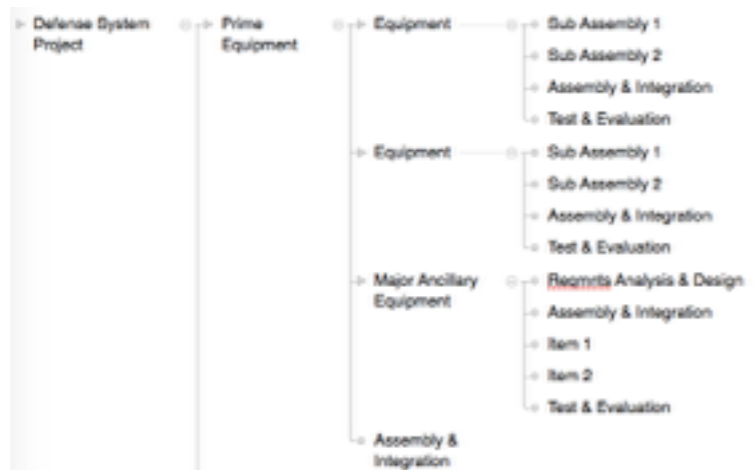 Defense System
Project
Prime
Equipment
Equipment
Sub Assembly 1
Sub Assembly 2
Assembly & Integration
Test & Evaluation
Equipment
Sub Assembly 1
Sub Assembly 2
Assembly & Integration
Test & Evaluation
Major Ancillary
Equipment
Reqmnts Analysis & Design
Assembly & Integration
Item 1
Item 2
Test & Evaluation
Assembly &
Integration